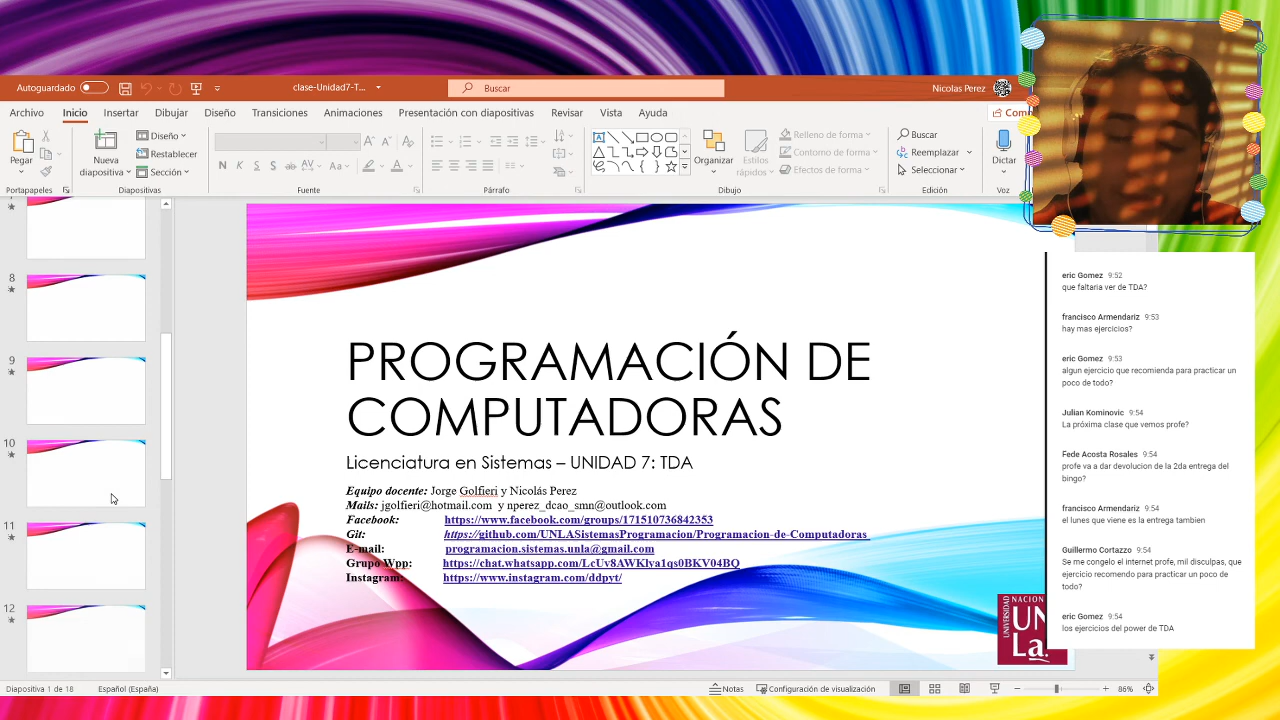 Autoguardado
clase-Unidad7-T...
Buscar
Nicolas Perez
Archivo
Inicio
Insertar
Dibujar
Diseño
Transiciones
Animaciones
Presentación con diapositivas
Revisar
Vista
Ayuda
Com
Pegar
Nueva
diapositiva
Diseño
Restablecer
Sección
N K S S ab AV Aa A
Organizar
Estilos
rápidos
Relleno de forma
Contorno de forma
Efectos de forma
Buscar
Reemplazar
Seleccionar
Dictar
Portapapeles
Diapositivas
Fuente
Párrafo
Dibujo
Edición
Voz
8
9
10
11
12
PROGRAMACIÓN DE
COMPUTADORAS
Licenciatura en Sistemas – UNIDAD 7: TDA
Equipo docente: Jorge Golfieri y Nicolás Perez
Mails: jgolfieri@hotmail.com y nperez_dcao_smn@outlook.com
Facebook: https://www.facebook.com/groups/171510736842353
Git: https://github.com/UNLASistemasProgramacion/Programacion-de-Computadoras
E-mail: programacion.sistemas.unla@gmail.com
Grupo Wpp: https://chat.whatsapp.com/LcUv8AWKlya1qs0BKV04BQ
Instagram: https://www.instagram.com/ddpyt/
UNIVERSIDAD NACION
UN
La.
eric Gomez 9:52
que faltaria ver de TDA?
francisco Armendariz 9:53
hay mas ejercicios?
eric Gomez 9:53
algun ejercicio que recomienda para practicar un
poco de todo?
Julian Kominovic 9:54
La próxima clase que vemos profe?
Fede Acosta Rosales 9:54
profe va a dar devolucion de la 2da entrega del
bingo?
francisco Armendariz 9:54
el lunes que viene es la entrega tambien
Guillermo Cortazzo 9:54
Se me congelo el internet profe, mil disculpas, que
ejercicio recomendo para practicar un poco de
todo?
eric Gomez 9:54
los ejercicios del power de TDA
Diapositiva 1 de 18
Español (España)
Notas
Configuración de visualización
86%